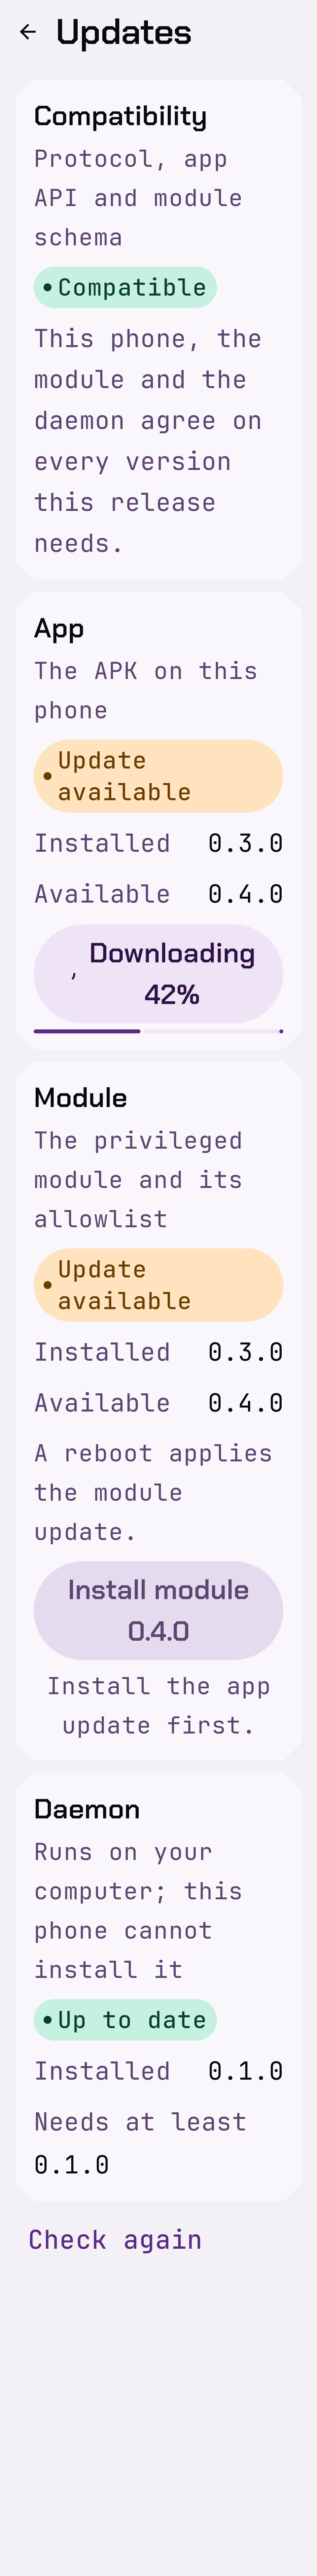 Updates
Compatibility
Protocol, app
API and module
schema
Compatible
This phone, the
module and the
daemon agree on
every version
this release
needs.
App
The APK on this
phone
Update
available
Installed 0.3.0
Available 0.4.0
Downloading
42%
Module
The privileged
module and its
allowlist
Update
available
Installed 0.3.0
Available 0.4.0
A reboot applies
the module
update.
Install module
0.4.0
Install the app
update first.
Daemon
Runs on your
computer; this
phone cannot
install it
Up to date
Installed 0.1.0
Needs at least
0.1.0
Check again